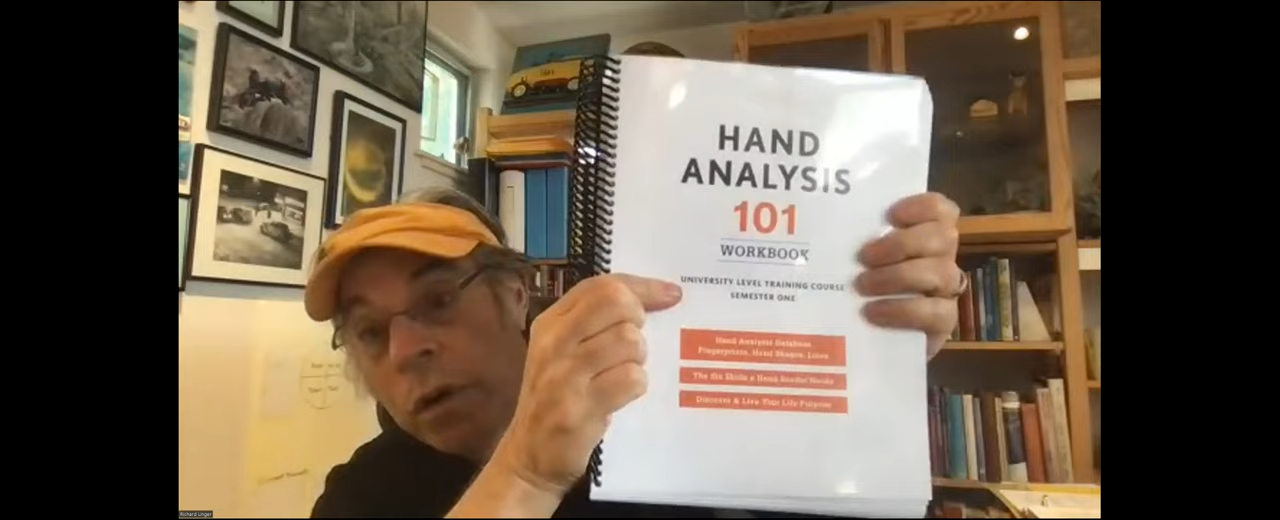 HAND
ANALYSIS
101
WORKBOOK
UNIVERSITY LEVEL TRAINING COURSE
SEMESTER ONE
Hand Analysis Database
Fingerprints, Hand Shapes, Lines
The Six Skills a Hand Reader Needs
Discover & Live Your Life Purpose
Richard Unger